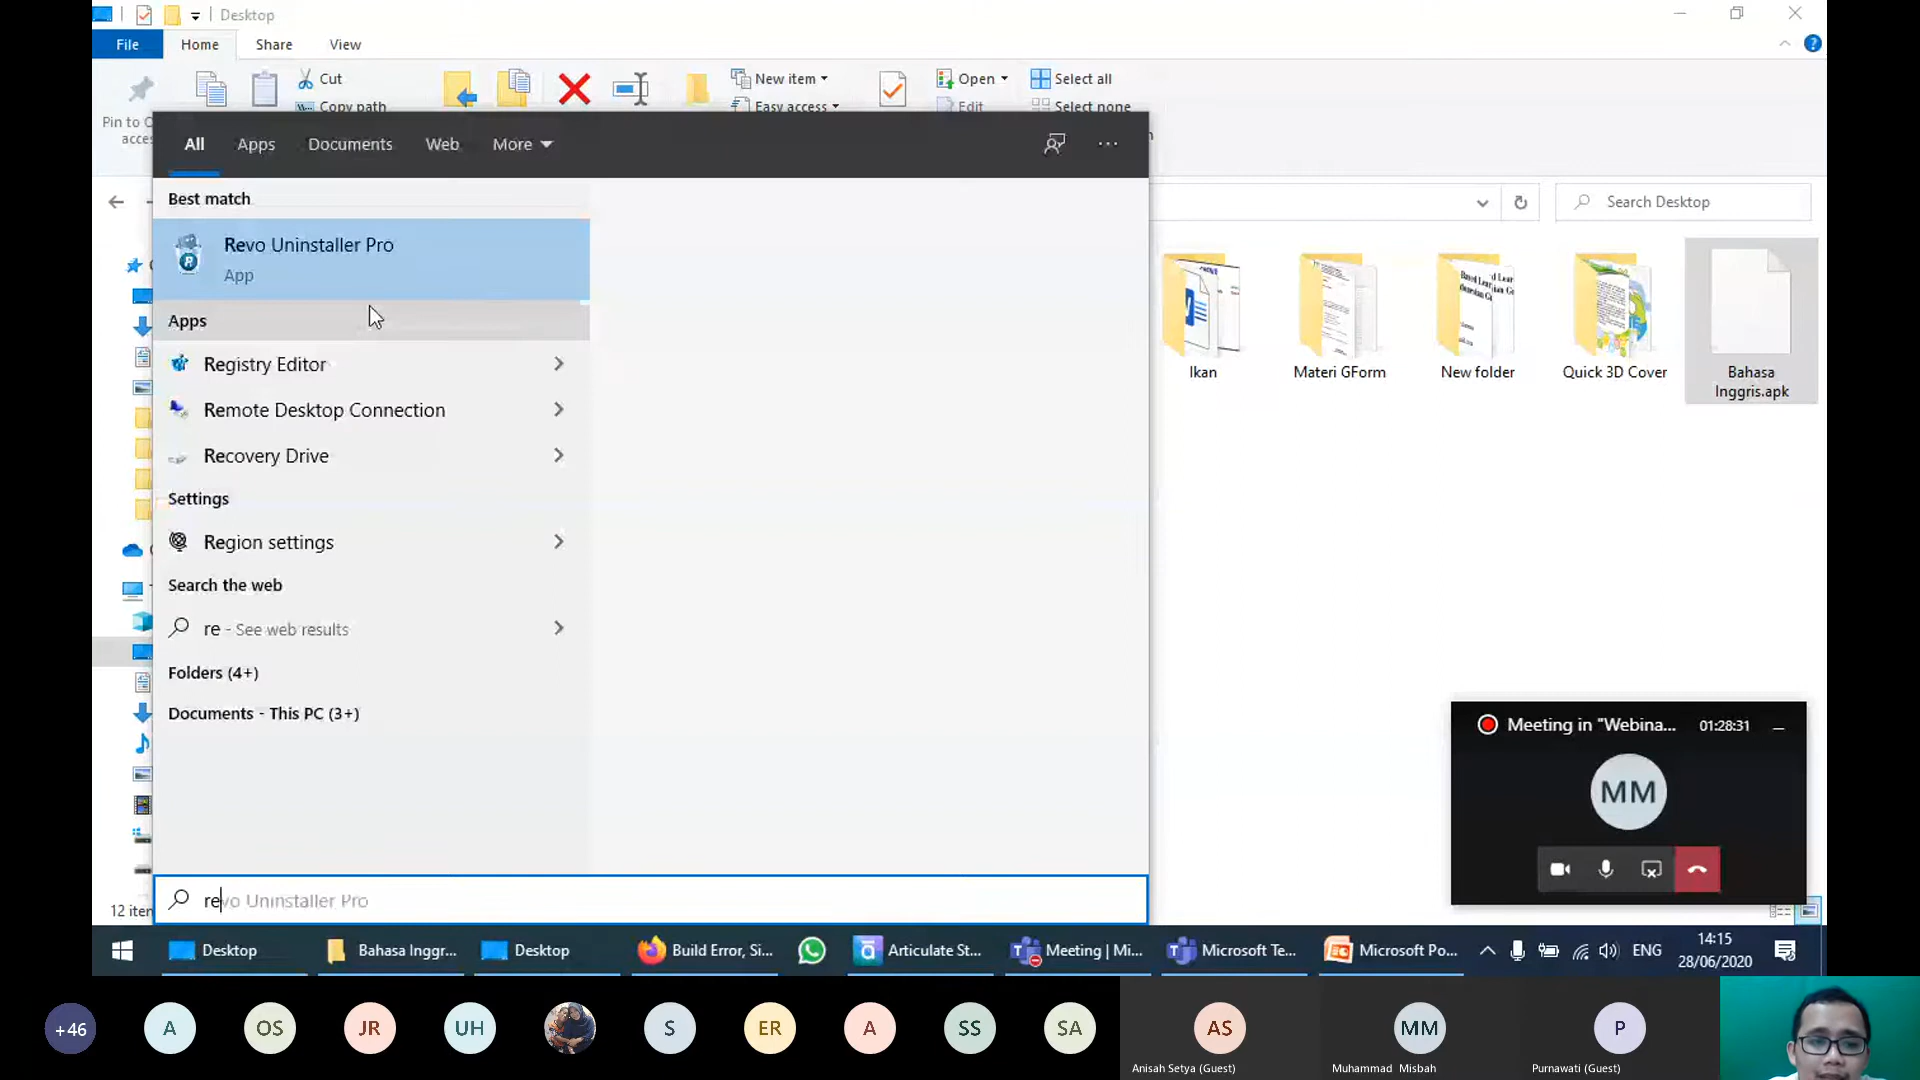 Desktop
File
Home
Share
View
Cut
Copy path
New item
Easy access
Open
Edit
Select all
Select none
Pin to
All
Apps
Documents
Web
More
Search Desktop
Best match
Revo Uninstaller Pro
App
Apps
Registry Editor
Remote Desktop Connection
Recovery Drive
Settings
Region settings
Search the web
re - See web results
Folders (4+)
Documents - This PC (3+)
Ikan
Materi GForm
New folder
Quick 3D Cover
Bahasa
Inggris.apk
Meeting in "Webina...
01:28:31
MM
revo Uninstaller Pro
12 item
Desktop
Bahasa Inggr...
Desktop
Build Error, Si...
Articulate St...
Meeting | Mi...
Microsoft Te...
Microsoft Po...
ENG
14:15
28/06/2020
+46
A
OS
JR
UH
S
ER
A
SS
SA
AS
MM
P
Anisah Setya (Guest)
Muhammad Misbah
Purnawati (Guest)